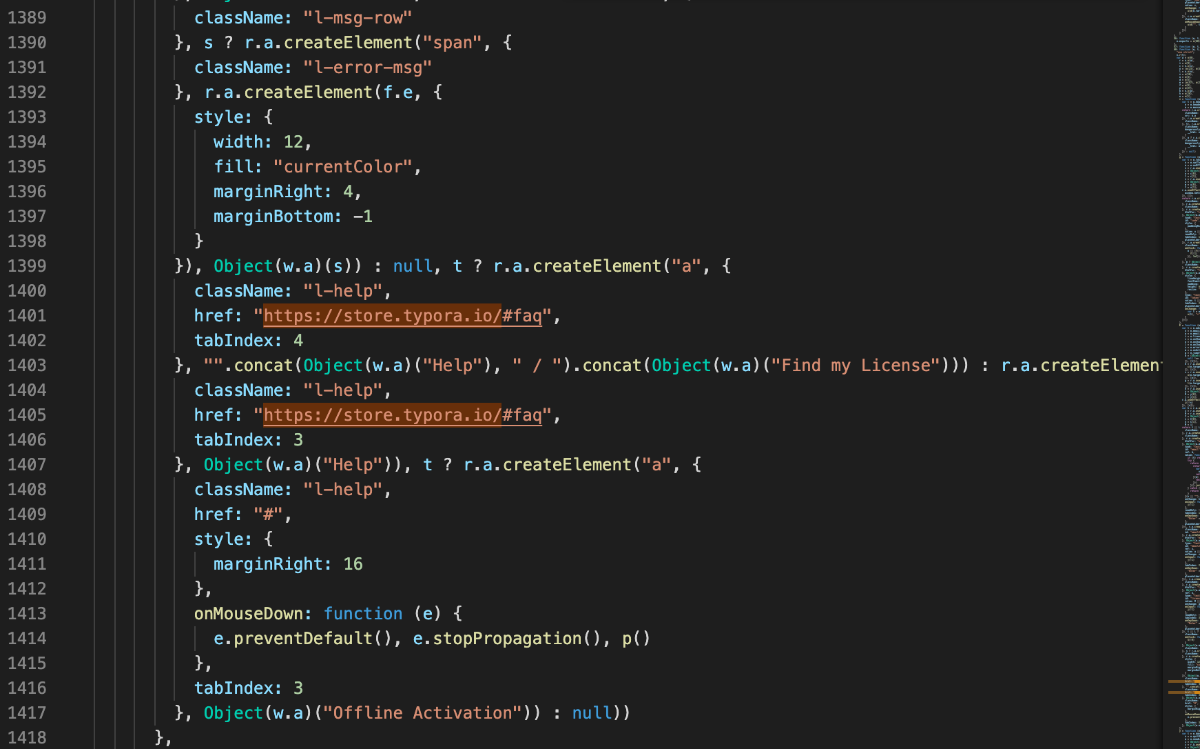 1389 className: "l-msg-row"
1390 }, s ? r.a.createElement("span", {
1391 className: "l-error-msg"
1392 }, r.a.createElement(f.e, {
1393 style: {
1394 width: 12,
1395 fill: "currentColor",
1396 marginRight: 4,
1397 marginBottom: -1
1398 }
1399 }), Object(w.a)(s)) : null, t ? r.a.createElement("a", {
1400 className: "l-help",
1401 href: "https://store.typora.io/#faq",
1402 tabIndex: 4
1403 }, "".concat(Object(w.a)("Help"), " / ").concat(Object(w.a)("Find my License"))) : r.a.createElement
1404 className: "l-help",
1405 href: "https://store.typora.io/#faq",
1406 tabIndex: 3
1407 }, Object(w.a)("Help")), t ? r.a.createElement("a", {
1408 className: "l-help",
1409 href: "#",
1410 style: {
1411 marginRight: 16
1412 },
1413 onMouseDown: function (e) {
1414 e.preventDefault(), e.stopPropagation(), p()
1415 },
1416 tabIndex: 3
1417 }, Object(w.a)("Offline Activation")) : null))
1418 },